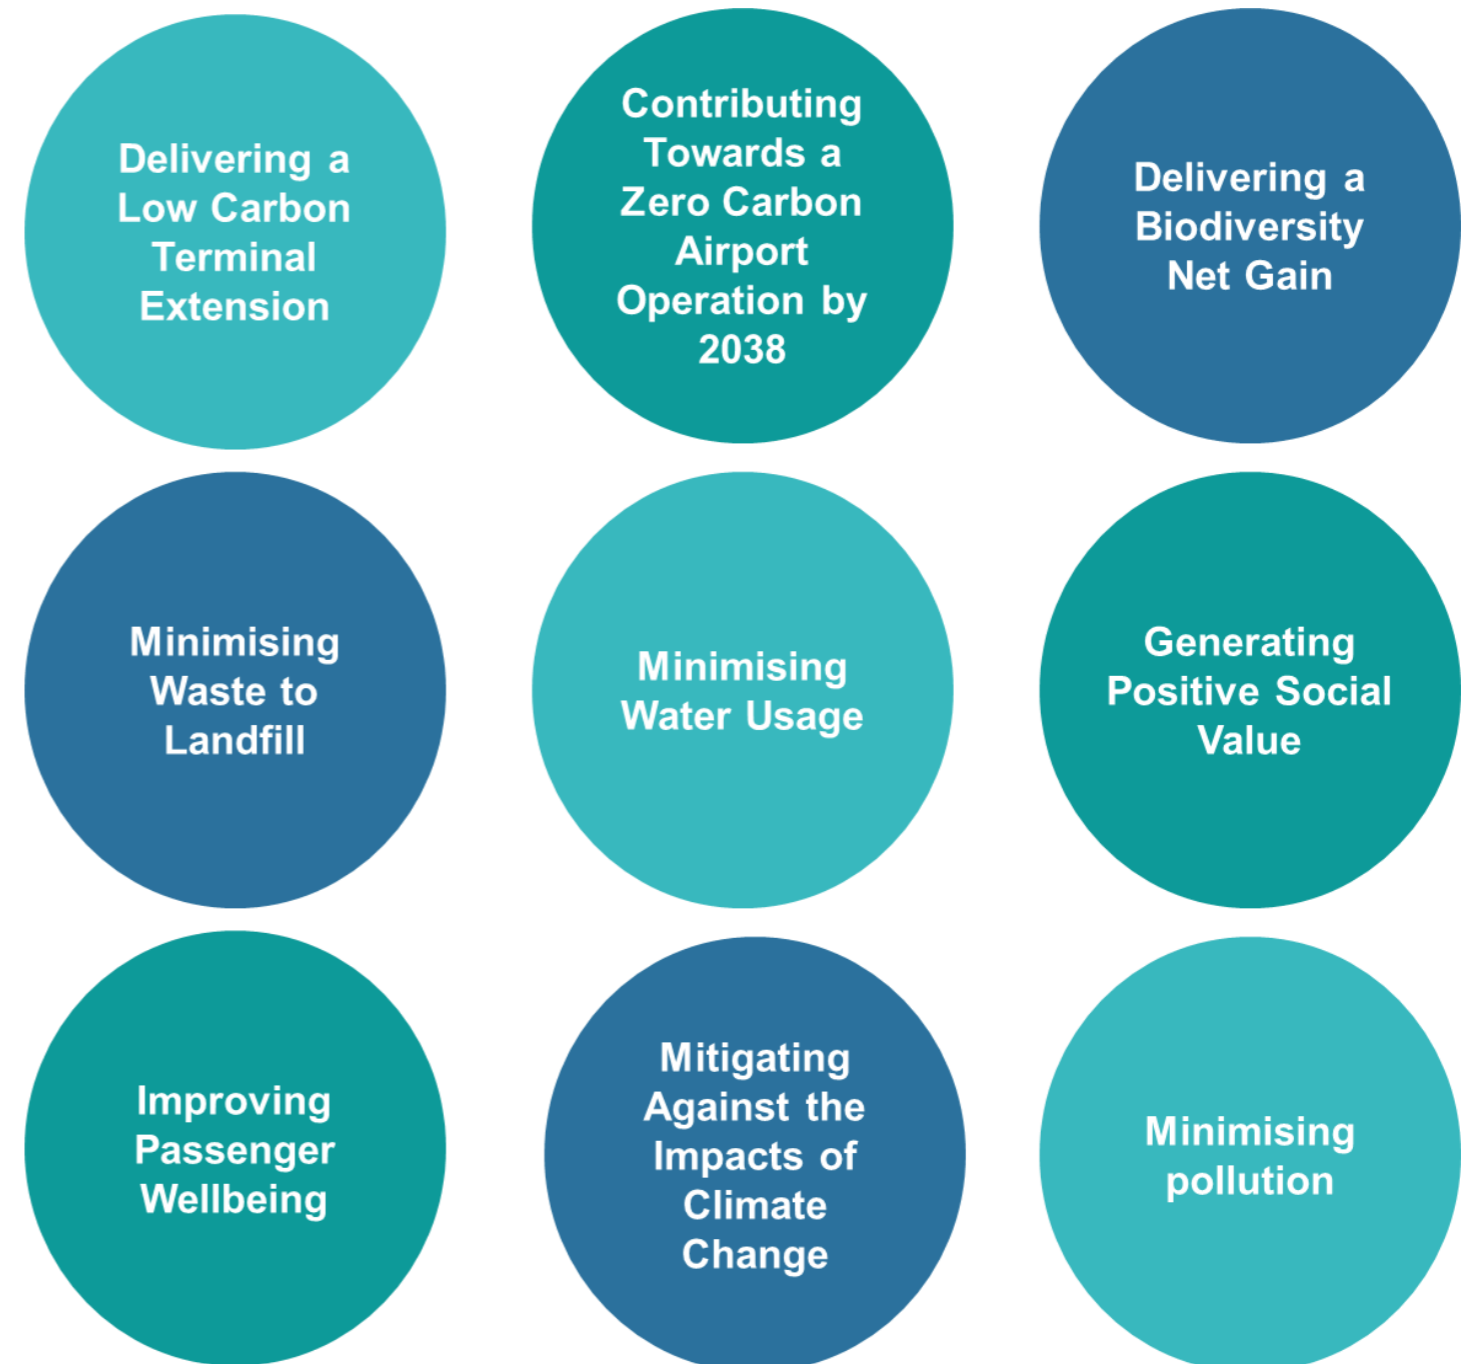 Delivering a
Low Carbon
Terminal
Extension
Contributing
Towards a
Zero Carbon
Airport
Operation by
2038
Delivering a
Biodiversity
Net Gain
Minimising
Waste to
Landfill
Minimising
Water Usage
Generating
Positive Social
Value
Improving
Passenger
Wellbeing
Mitigating
Against the
Impacts of
Climate
Change
Minimising
pollution